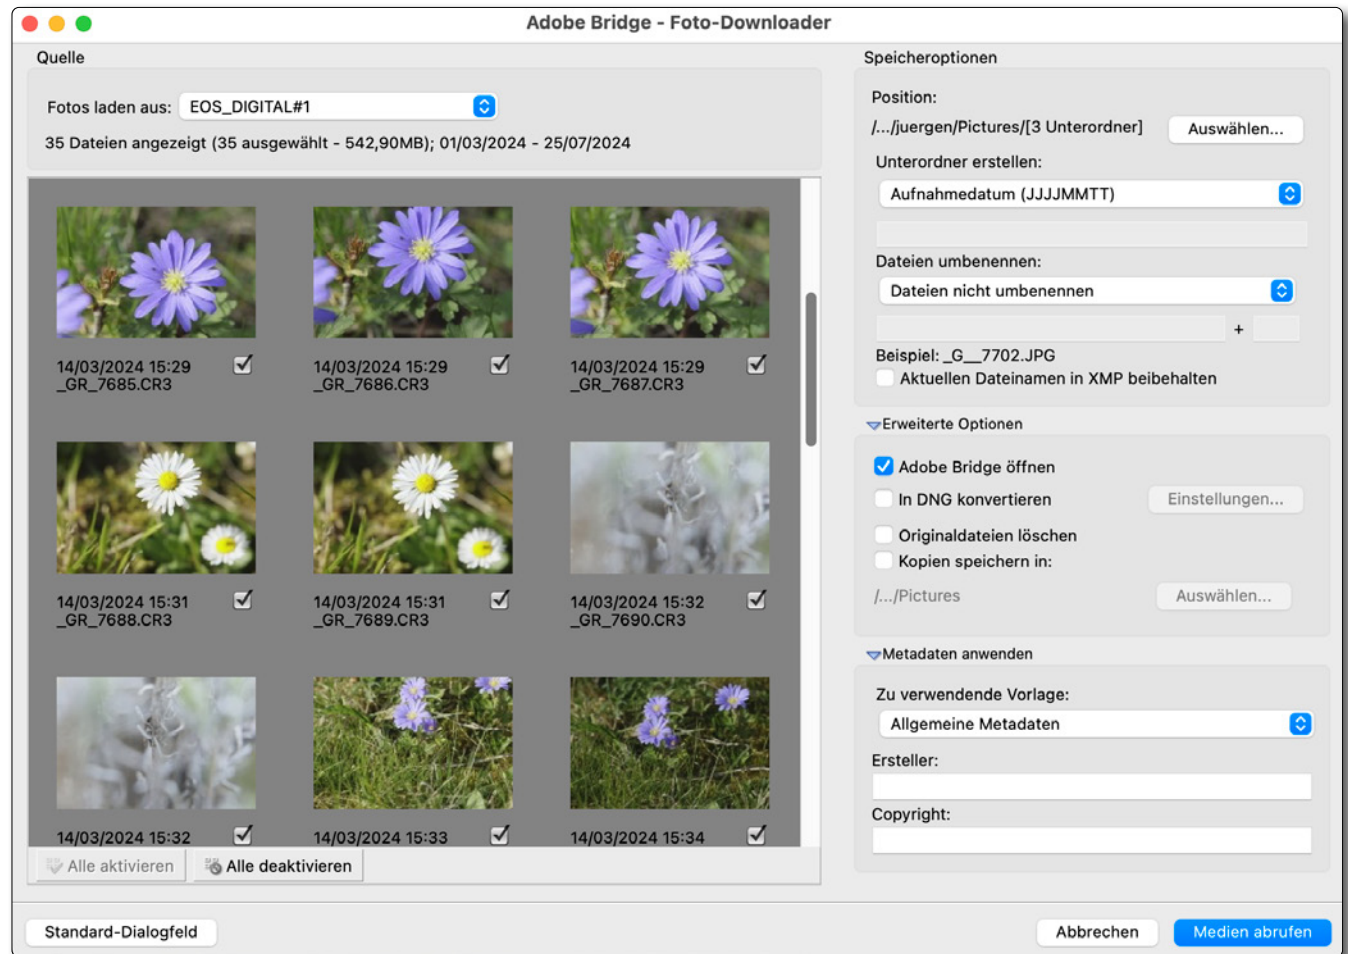 Adobe Bridge - Foto-Downloader
Quelle
Fotos laden aus: EOS_DIGITAL#1
35 Dateien angezeigt (35 ausgewählt - 542,90MB); 01/03/2024 - 25/07/2024
14/03/2024 15:29
_GR_7685.CR3
14/03/2024 15:29
_GR_7686.CR3
14/03/2024 15:29
_GR_7687.CR3
14/03/2024 15:31
_GR_7688.CR3
14/03/2024 15:31
_GR_7689.CR3
14/03/2024 15:32
_GR_7690.CR3
14/03/2024 15:32
14/03/2024 15:33
14/03/2024 15:34
Alle aktivieren
Alle deaktivieren
Speicheroptionen
Position:
/.../juergen/Pictures/[3 Unterordner]
Auswählen...
Unterordner erstellen:
Aufnahmedatum (JJJJMMTT)
Dateien umbenennen:
Dateien nicht umbenennen
+
Beispiel: _G__7702.JPG
Aktuellen Dateinamen in XMP beibehalten
Erweiterte Optionen
Adobe Bridge öffnen
In DNG konvertieren
Einstellungen...
Originaldateien löschen
Kopien speichern in:
/.../Pictures
Auswählen...
Metadaten anwenden
Zu verwendende Vorlage:
Allgemeine Metadaten
Ersteller:
Copyright:
Standard-Dialogfeld
Abbrechen
Medien abrufen